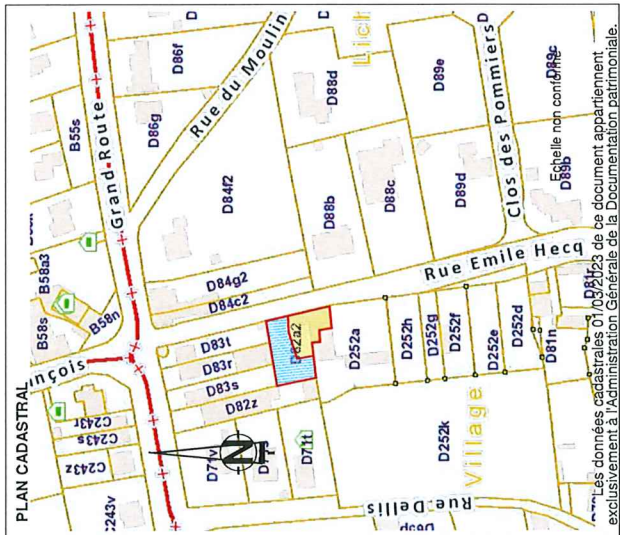 PLAN CADASTRAL
B58s
B58a3
B55s
D86f
D86g
Grand-Route
Rue du Moulin
B58n
nçois
C243t
C243s
C243z
C243v
D84f2
D88d
D89e
D89c
D84g2
D84c2
D83t
D83r
D83s
D82z
D82a2
D88b
D88c
D89d
D89b
Clos des Pommiers
Rue Emile Hecq
D71v
D71t
N
D252a
D252h
D252g
D252f
D252e
D252d
D81n
D81r
D252k
Village
Rue Dellis
Echelle non conforme
Les données cadastrales 01/03/2023 de ce document appartiennent
exclusivement à l'Administration Générale de la Documentation patrimoniale.